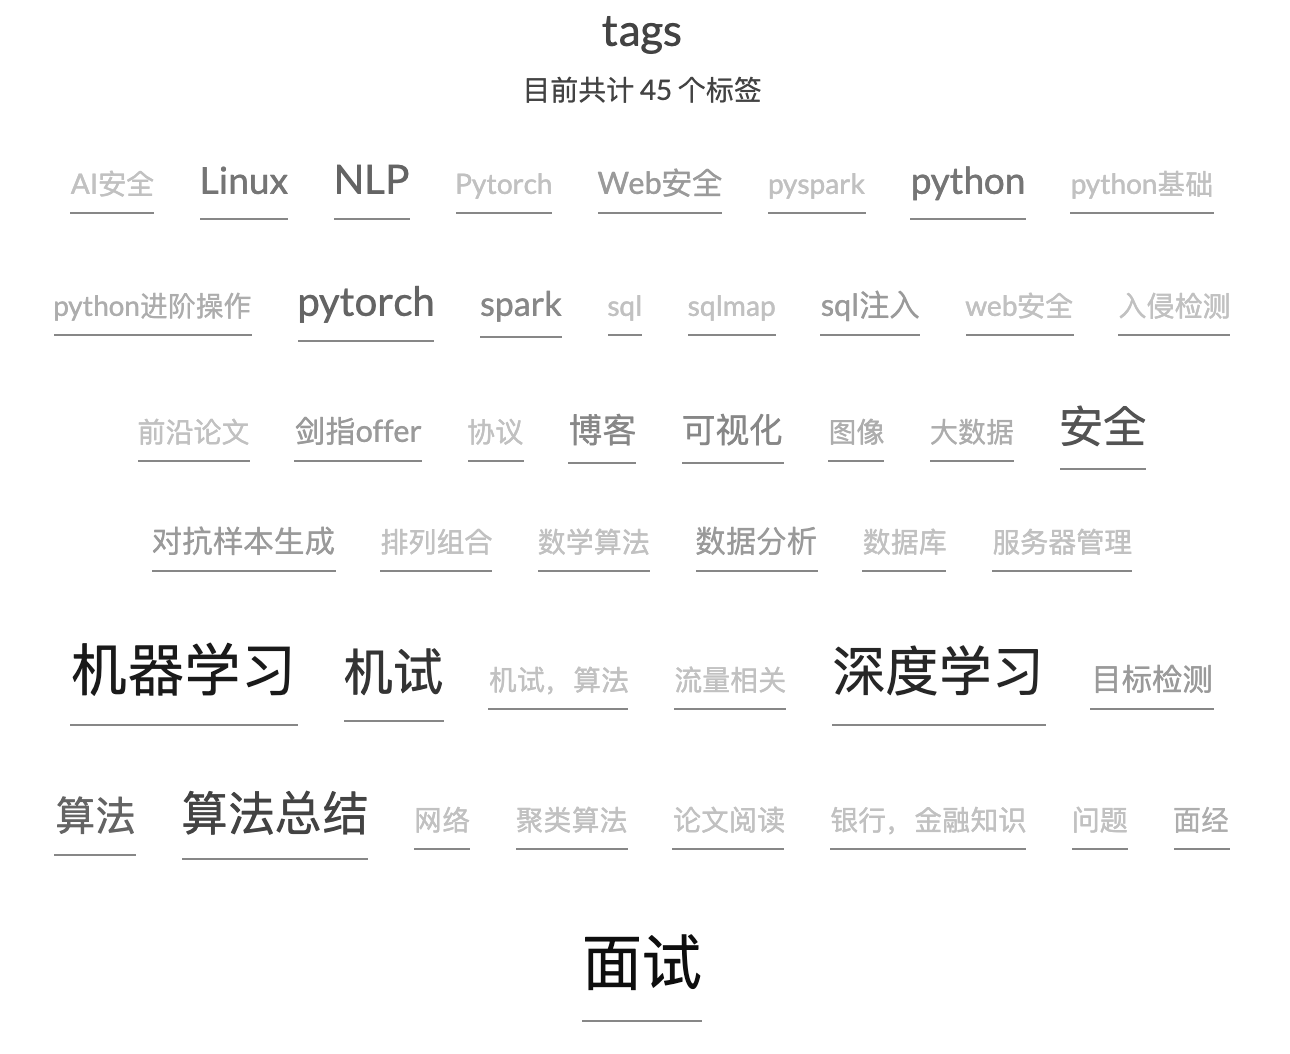 tags
目前共计 45 个标签
AI安全 Linux NLP Pytorch Web安全 pyspark python python基础
python进阶操作 pytorch spark sql sqlmap sql注入 web安全 入侵检测
前沿论文 剑指offer 协议 博客 可视化 图像 大数据 安全
对抗样本生成 排列组合 数学算法 数据分析 数据库 服务器管理
机器学习 机试 机试，算法 流量相关 深度学习 目标检测
算法 算法总结 网络 聚类算法 论文阅读 银行，金融知识 问题 面经
面试